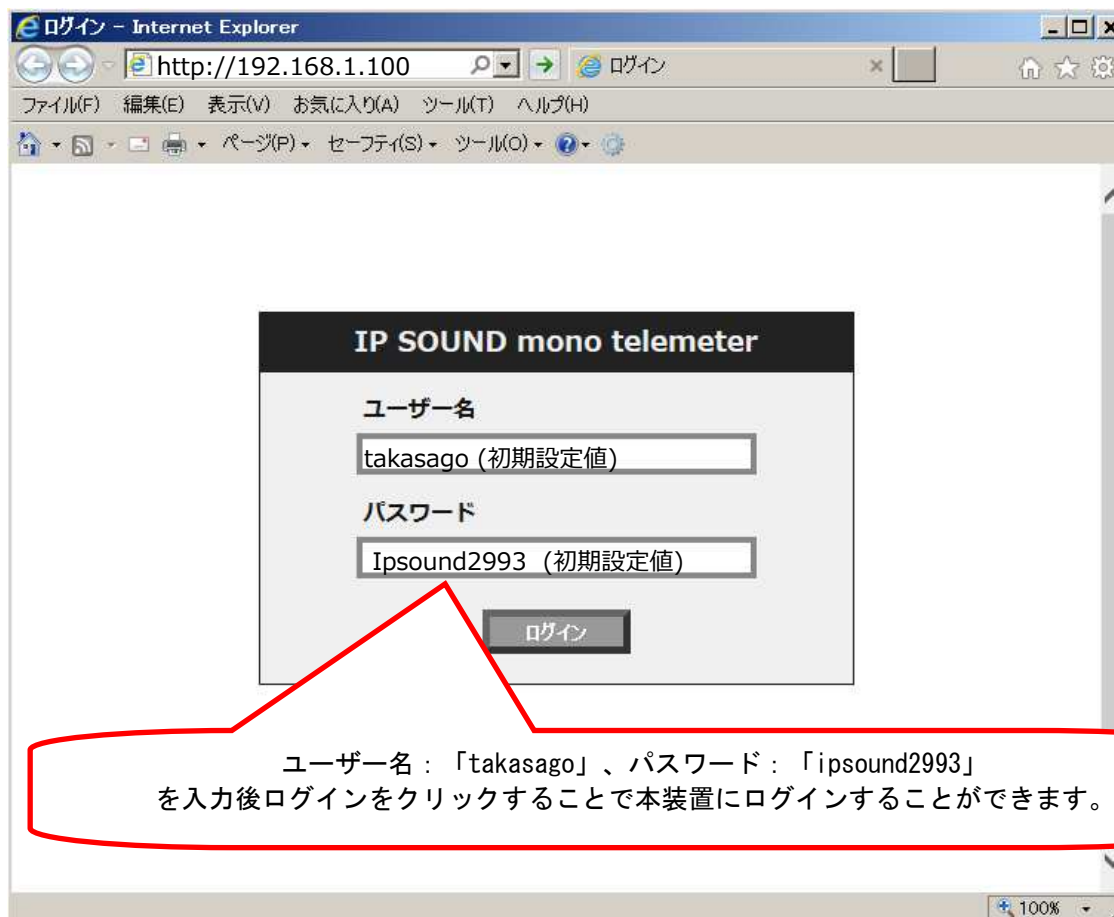 ログイン - Internet Explorer
http://192.168.1.100
ログイン
ファイル(F) 編集(E) 表示(V) お気に入り(A) ツール(T) ヘルプ(H)
ページ(P) セーフティ(S) ツール(O)
IP SOUND mono telemeter
ユーザー名
takasago (初期設定値)
パスワード
Ipsound2993 (初期設定値)
ログイン
ユーザー名：「takasago」、パスワード：「ipsound2993」
を入力後ログインをクリックすることで本装置にログインすることができます。
100%